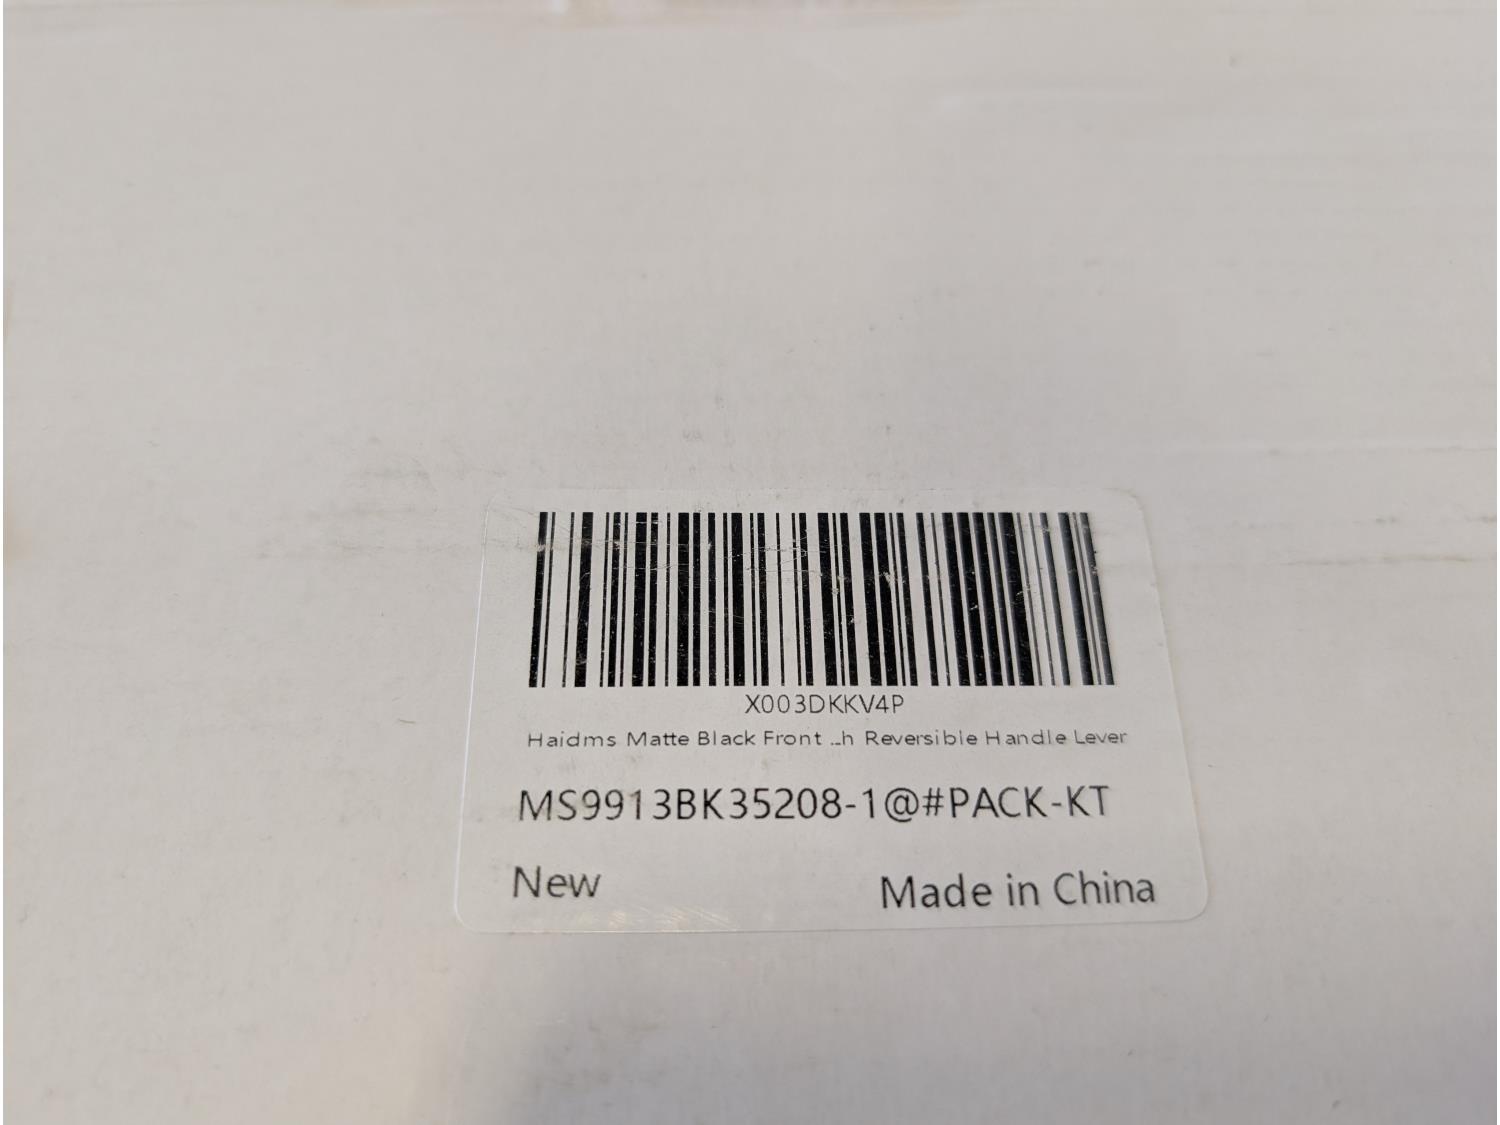 X003DKKV4P
Haidms Matte Black Front ...h Reversible Handle Lever
MS9913BK35208-1@#PACK-KT
New
Made in China